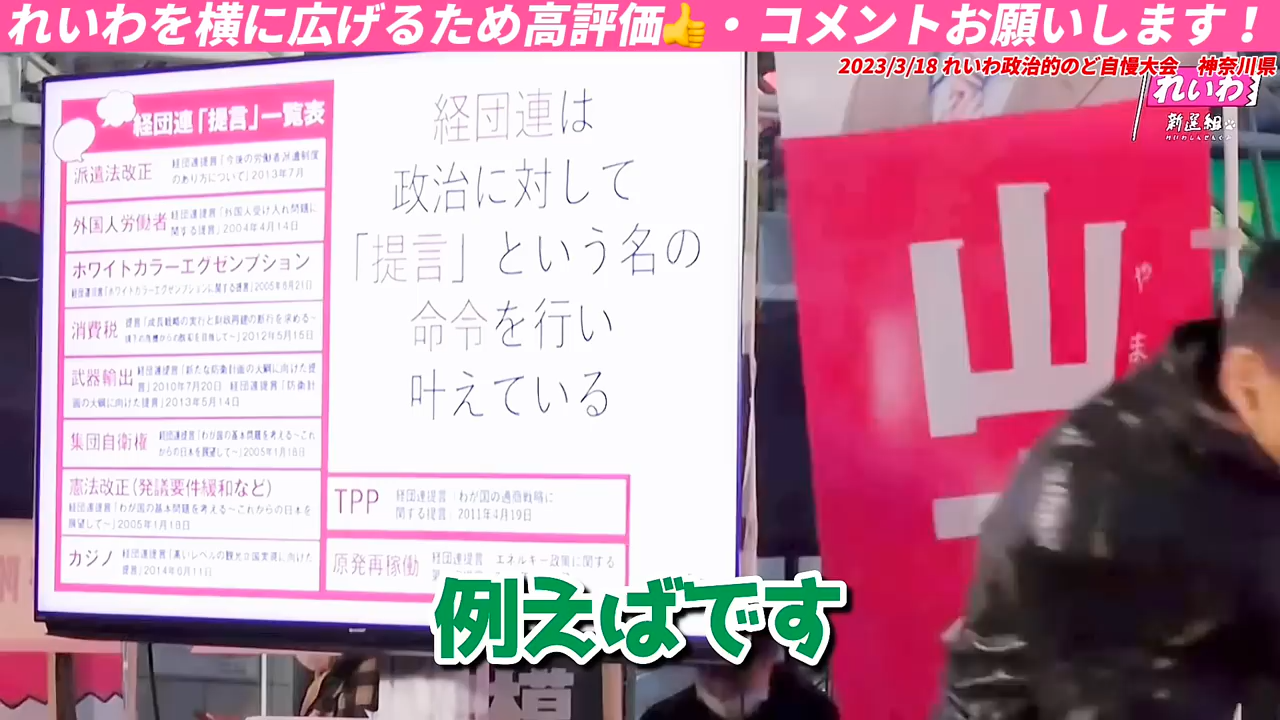 れいわを横に広げるため高評価👍・コメントお願いします！
2023/3/18 れいわ政治的のど自慢大会　神奈川県
れいわ
新選組
れいわしんせんぐみ
経団連「提言」一覧表
派遣法改正
経団連提言「今後の労働者派遣制度
のあり方について」2013年7月
外国人労働者
経団連提言「外国人受け入れ問題に
関する提言」2004年4月14日
ホワイトカラーエグゼンプション
経団連提言「ホワイトカラーエグゼンプションに関する提言」2005年6月21日
消費税
提言「成長戦略の実行と財政再建の断行を求める～
2012年5月15日
武器輸出
経団連提言「新たな防衛計画の大綱に向けた提
言」2010年7月20日　経団連提言「防衛計
画の大綱に向けた提言」2013年5月14日
集団自衛権
経団連提言「わが国の基本問題を考える～これ
からの日本を展望して～」2005年1月18日
憲法改正（発議要件緩和など）
経団連提言「わが国の基本問題を考える～これからの日本を
展望して～」2005年1月18日
カジノ
経団連提言「高いレベルの観光立国実現に向けた
提言」2014年6月11日
経団連は
政治に対して
「提言」という名の
命令を行い
叶えている
TPP
経団連提言「わが国の通商戦略に
関する提言」2011年4月19日
原発再稼働
経団連提言　エネルギー政策に関する
山
やま
例えばです